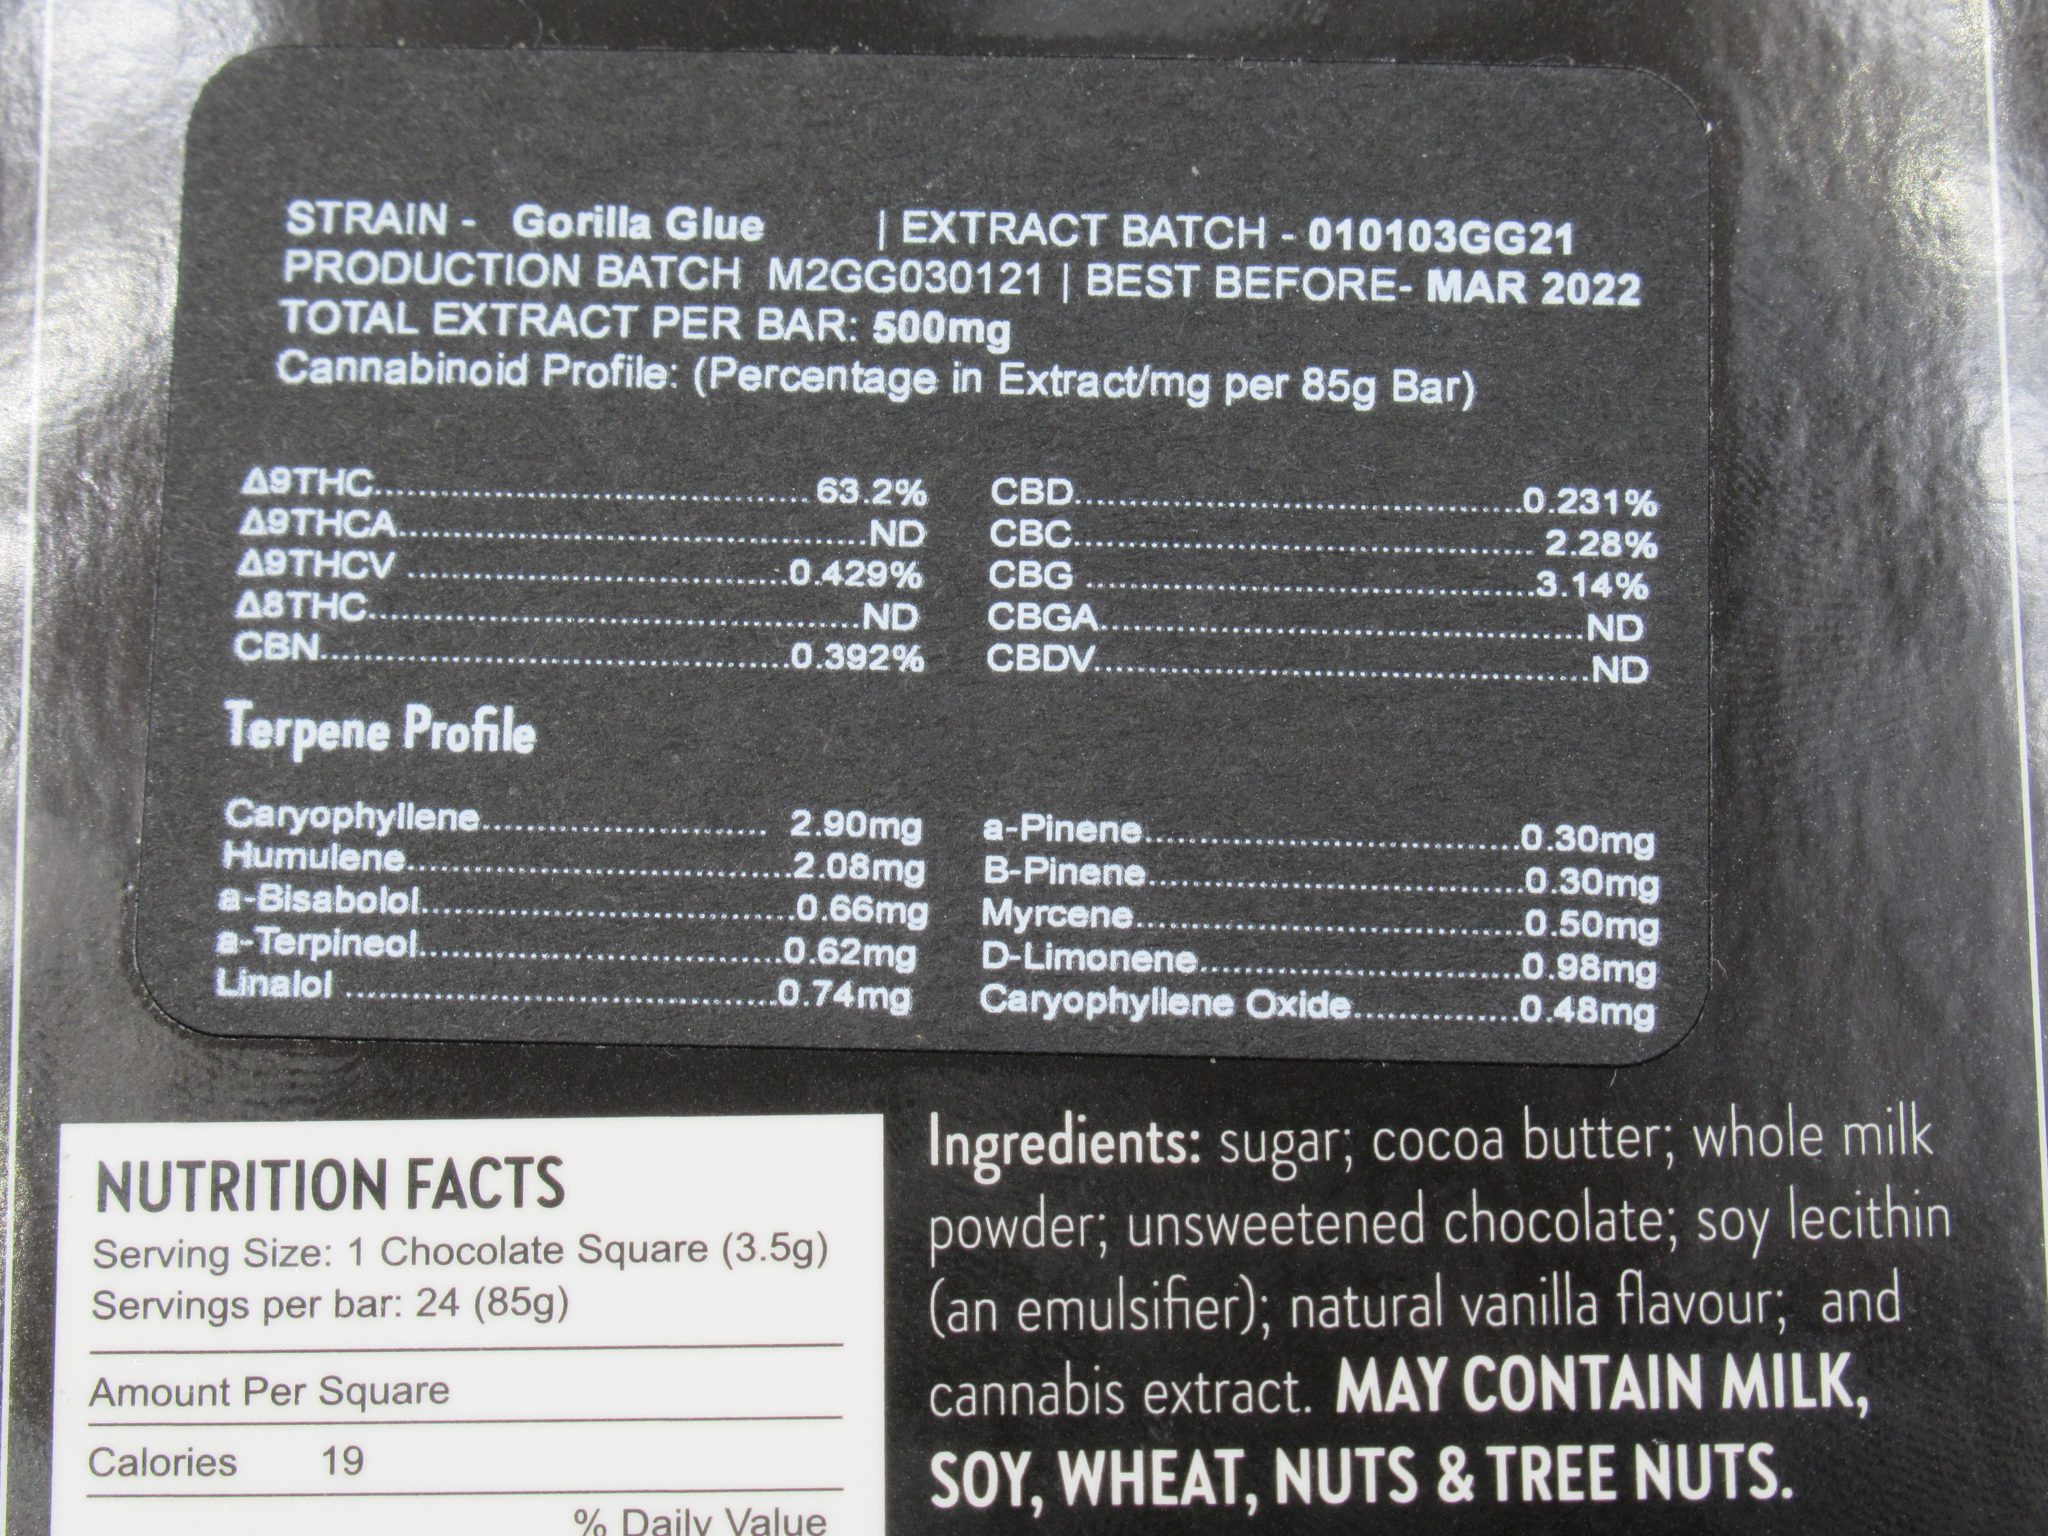 STRAIN - Gorilla Glue | EXTRACT BATCH - 010103GG21
PRODUCTION BATCH M2GG030121 | BEST BEFORE- MAR 2022
TOTAL EXTRACT PER BAR: 500mg
Cannabinoid Profile: (Percentage in Extract/mg per 85g Bar)
Δ9THC..........63.2%
Δ9THCA..........ND
Δ9THCV ..........0.429%
Δ8THC..........ND
CBN..........0.392%
CBD..........0.231%
CBC.......... 2.28%
CBG ..........3.14%
CBGA..........ND
CBDV..........ND
Terpene Profile
Caryophyllene.......... 2.90mg
Humulene..........2.08mg
a-Bisabolol..........0.66mg
a-Terpineol..........0.62mg
Linalol ..........0.74mg
a-Pinene..........0.30mg
B-Pinene..........0.30mg
Myrcene..........0.50mg
D-Limonene..........0.98mg
Caryophyllene Oxide..........0.48mg
NUTRITION FACTS
Serving Size: 1 Chocolate Square (3.5g)
Servings per bar: 24 (85g)
Amount Per Square
Calories 19
% Daily Value
Ingredients: sugar; cocoa butter; whole milk
powder; unsweetened chocolate; soy lecithin
(an emulsifier); natural vanilla flavour; and
cannabis extract. MAY CONTAIN MILK,
SOY, WHEAT, NUTS & TREE NUTS.